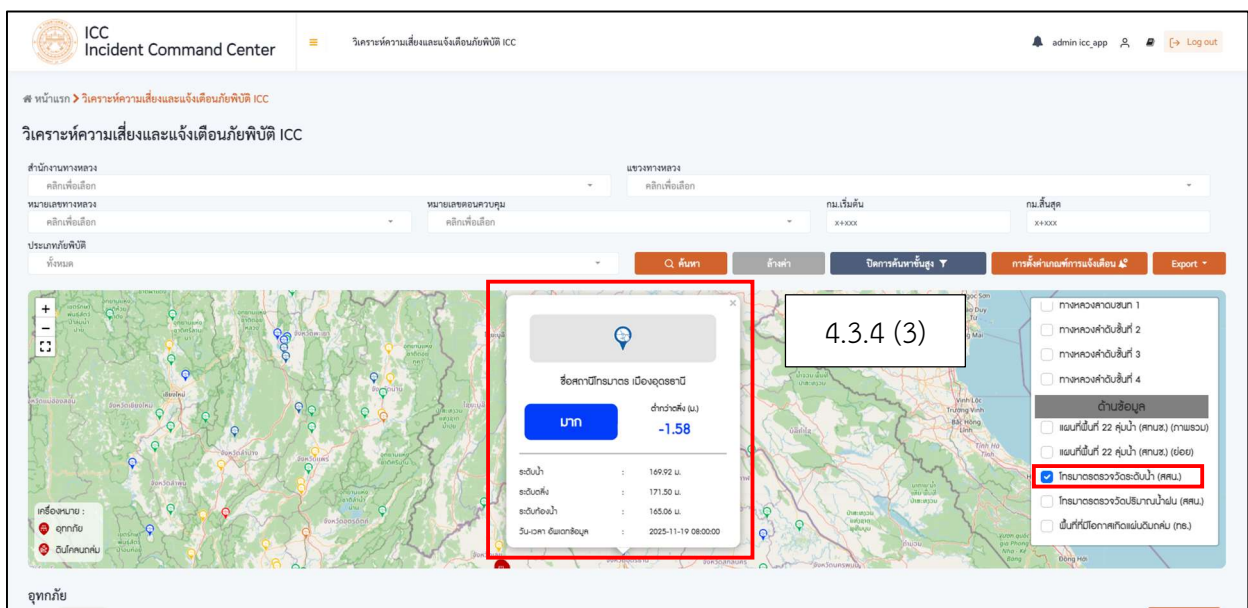 ICC
Incident Command Center
วิเคราะห์ความเสี่ยงและแจ้งเตือนภัยพิบัติ ICC
admin icc_app
Log out
หน้าแรก > วิเคราะห์ความเสี่ยงและแจ้งเตือนภัยพิบัติ ICC
วิเคราะห์ความเสี่ยงและแจ้งเตือนภัยพิบัติ ICC
สำนักงานทางหลวง
แขวงทางหลวง
คลิกเพื่อเลือก
คลิกเพื่อเลือก
หมายเลขทางหลวง
หมายเลขตอนควบคุม
กม.เริ่มต้น
กม.สิ้นสุด
คลิกเพื่อเลือก
คลิกเพื่อเลือก
x+xxx
x+xxx
ประเภทภัยพิบัติ
ทั้งหมด
ค้นหา
ล้างค่า
ปิดการค้นหาขั้นสูง
การตั้งค่าเกณฑ์การแจ้งเตือน
Export
+
−
×
ชื่อสถานีโทรมาตร เมืองอุดรธานี
มาก
ต่ำกว่าตลิ่ง (ม.)
-1.58
ระดับน้ำ : 169.92 ม.
ระดับตลิ่ง : 171.50 ม.
ระดับท้องน้ำ : 165.06 ม.
วัน-เวลา อัพเดทข้อมูล : 2025-11-19 08:00:00
4.3.4 (3)
ทางหลวงลำดับชั้นที่ 1
ทางหลวงลำดับชั้นที่ 2
ทางหลวงลำดับชั้นที่ 3
ทางหลวงลำดับชั้นที่ 4
ด้านข้อมูล
แผนที่พื้นที่ 22 ลุ่มน้ำ (สทนช.) (ภาพรวม)
แผนที่พื้นที่ 22 ลุ่มน้ำ (สทนช.) (ย่อย)
โทรมาตรตรวจวัดระดับน้ำ (สสน.)
โทรมาตรตรวจวัดปริมาณน้ำฝน (สสน.)
พื้นที่ที่มีโอกาสเกิดแผ่นดินถล่ม (ทธ.)
เครื่องหมาย :
อุทกภัย
ดินโคลนถล่ม
Vinh Lộc
Trường Vinh
Đồng Hới
อุทกภัย